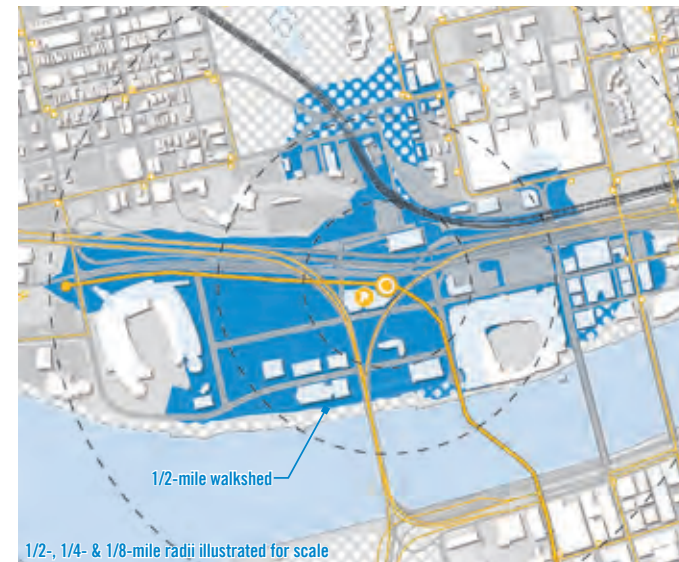 1/2-mile walkshed
1/2-, 1/4- & 1/8-mile radii illustrated for scale